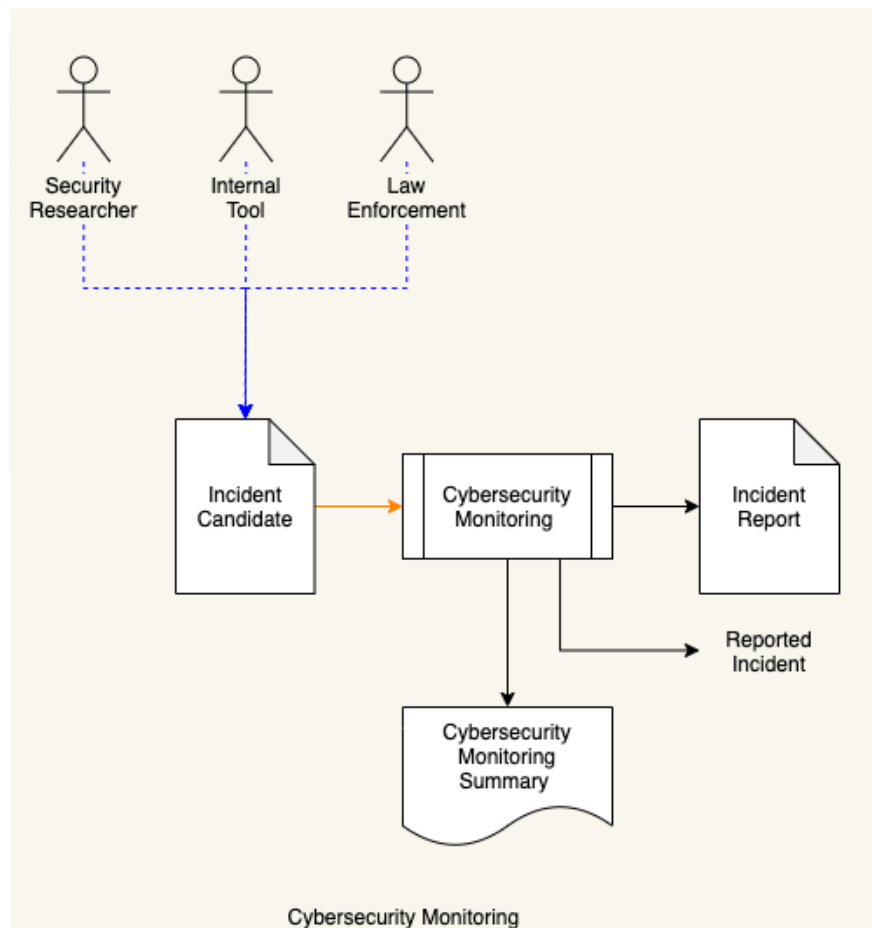 Security
Researcher
Internal
Tool
Law
Enforcement
Incident
Candidate
Cybersecurity
Monitoring
Incident
Report
Reported
Incident
Cybersecurity
Monitoring
Summary
Cybersecurity Monitoring